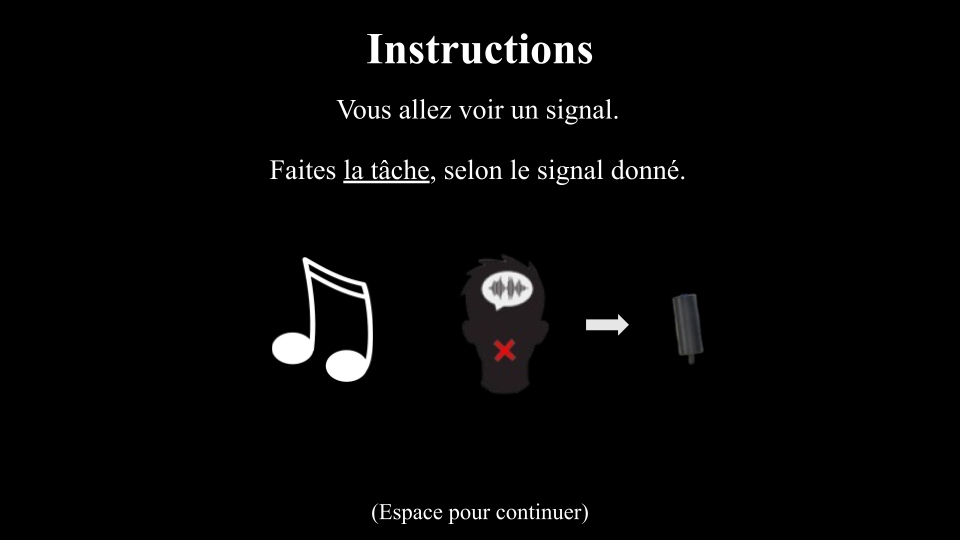 Instructions
Vous allez voir un signal.
Faites la tâche, selon le signal donné.
(Espace pour continuer)